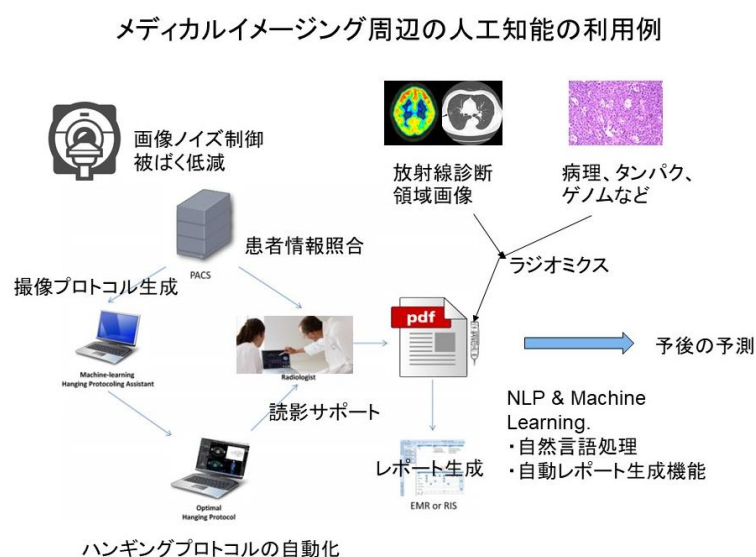 メディカルイメージング周辺の人工知能の利用例
画像ノイズ制御
被ばく低減
放射線診断
領域画像
病理、タンパク、
ゲノムなど
患者情報照合
PACS
ラジオミクス
撮像プロトコル生成
pdf
予後の予測
Machine-learning
Hanging Protocoling Assistant
Radiologist
読影サポート
NLP & Machine
Learning.
・自然言語処理
・自動レポート生成機能
レポート生成
EMR or RIS
Optimal
Hanging Protocol
ハンギングプロトコルの自動化